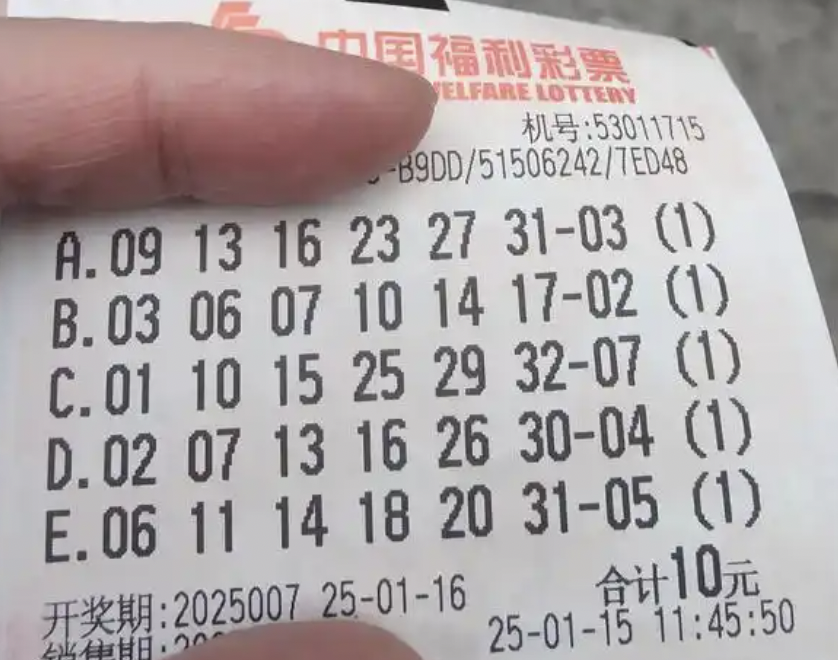 中国福利彩票
WELFARE LOTTERY
机号:53011715
-B9DD/51506242/7ED48
A.09 13 16 23 27 31-03 (1)
B.03 06 07 10 14 17-02 (1)
C.01 10 15 25 29 32-07 (1)
D.02 07 13 16 26 30-04 (1)
E.06 11 14 18 20 31-05 (1)
合计10元
开奖期:2025007 25-01-16
25-01-15 11:45:50
销售期: